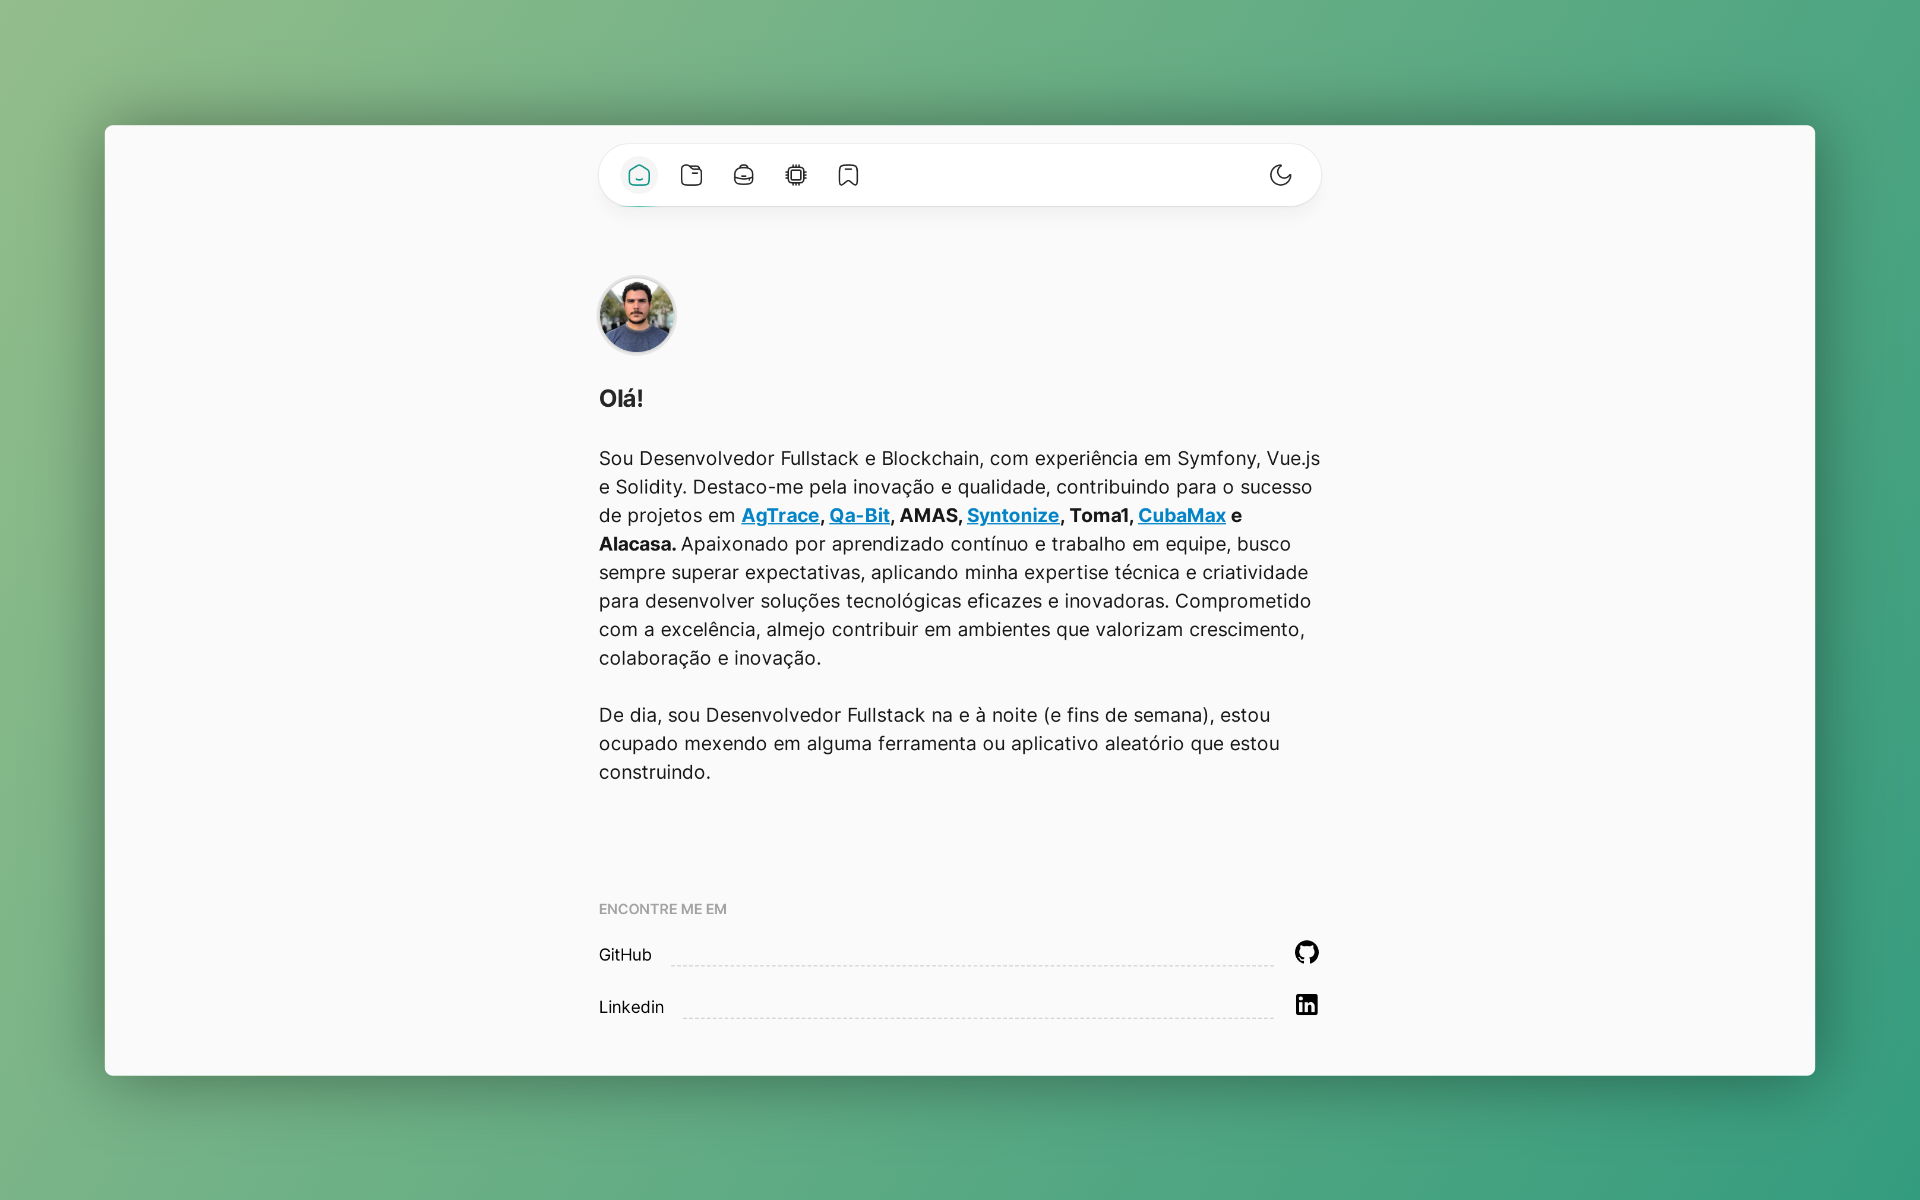 Olá!
Sou Desenvolvedor Fullstack e Blockchain, com experiência em Symfony, Vue.js
e Solidity. Destaco-me pela inovação e qualidade, contribuindo para o sucesso
de projetos em AgTrace, Qa-Bit, AMAS, Syntonize, Toma1, CubaMax e
Alacasa. Apaixonado por aprendizado contínuo e trabalho em equipe, busco
sempre superar expectativas, aplicando minha expertise técnica e criatividade
para desenvolver soluções tecnológicas eficazes e inovadoras. Comprometido
com a excelência, almejo contribuir em ambientes que valorizam crescimento,
colaboração e inovação.
De dia, sou Desenvolvedor Fullstack na e à noite (e fins de semana), estou
ocupado mexendo em alguma ferramenta ou aplicativo aleatório que estou
construindo.
ENCONTRE ME EM
GitHub
Linkedin
in